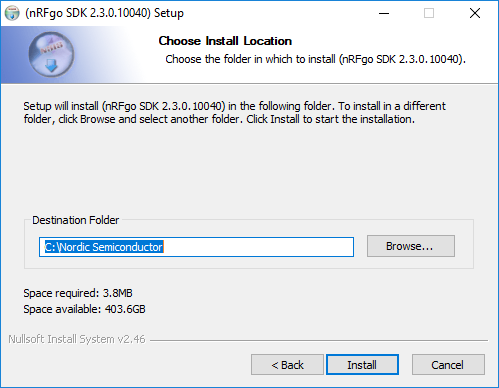 (nRFgo SDK 2.3.0.10040) Setup
Choose Install Location
Choose the folder in which to install (nRFgo SDK 2.3.0.10040).
Setup will install (nRFgo SDK 2.3.0.10040) in the following folder. To install in a different
folder, click Browse and select another folder. Click Install to start the installation.
Destination Folder
C:\Nordic Semiconductor
Browse...
Space required: 3.8MB
Space available: 403.6GB
Nullsoft Install System v2.46
< Back
Install
Cancel